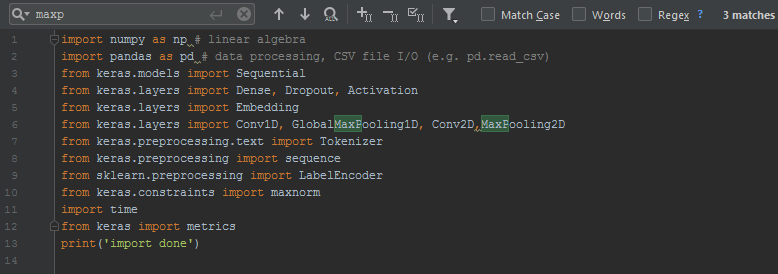 maxp Match Case Words Regex ? 3 matches
1 import numpy as np # linear algebra
2 import pandas as pd # data processing, CSV file I/O (e.g. pd.read_csv)
3 from keras.models import Sequential
4 from keras.layers import Dense, Dropout, Activation
5 from keras.layers import Embedding
6 from keras.layers import Conv1D, GlobalMaxPooling1D, Conv2D,MaxPooling2D
7 from keras.preprocessing.text import Tokenizer
8 from keras.preprocessing import sequence
9 from sklearn.preprocessing import LabelEncoder
10 from keras.constraints import maxnorm
11 import time
12 from keras import metrics
13 print('import done')
14